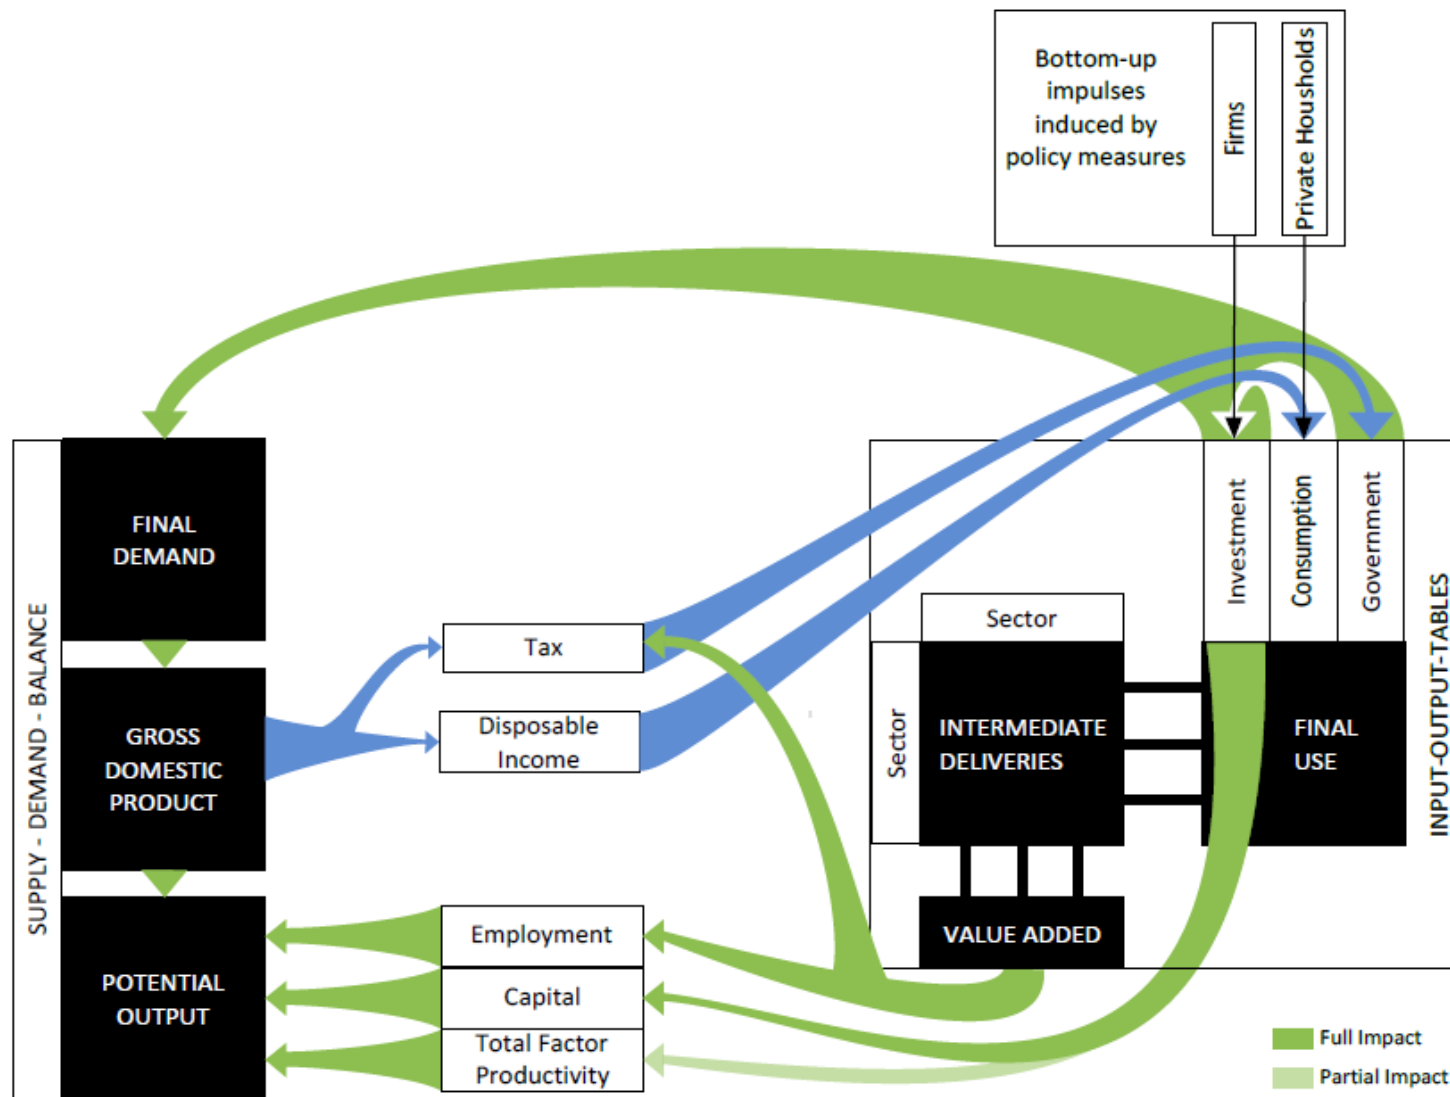 Bottom-up
impulses
induced by
policy measures
Firms
Private Housholds
SUPPLY - DEMAND - BALANCE
FINAL
DEMAND
GROSS
DOMESTIC
PRODUCT
POTENTIAL
OUTPUT
Tax
Disposable
Income
Employment
Capital
Total Factor
Productivity
Investment
Consumption
Government
Sector
Sector
INTERMEDIATE
DELIVERIES
FINAL
USE
VALUE ADDED
INPUT-OUTPUT-TABLES
Full Impact
Partial Impact